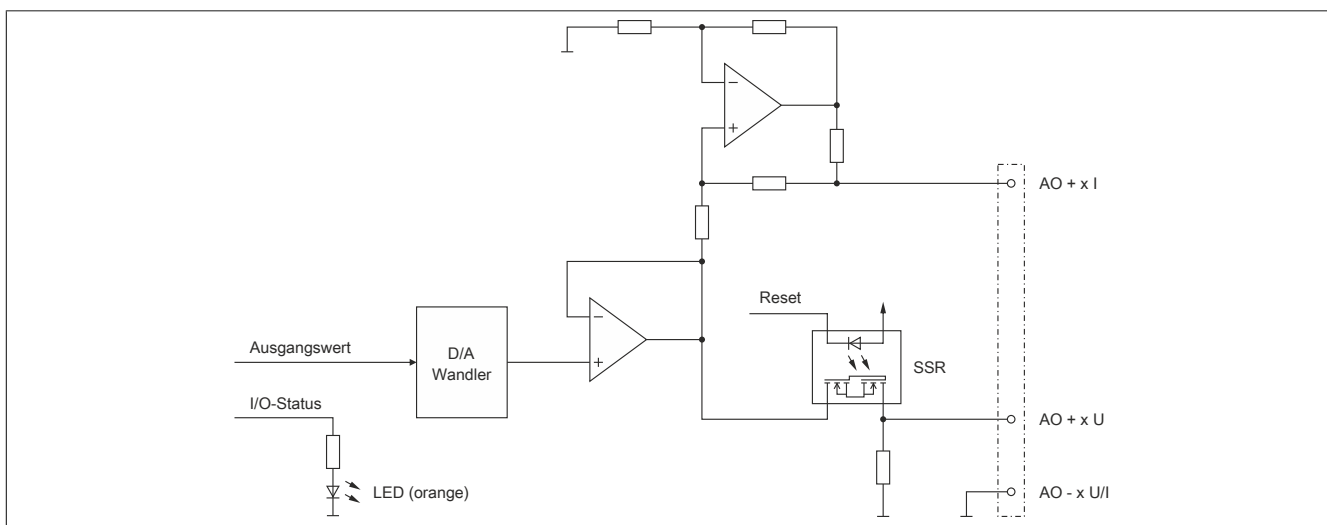 AO + x I
Reset
Ausgangswert
D/A
Wandler
SSR
I/O-Status
AO + x U
LED (orange)
AO - x U/I
−
+
−
+